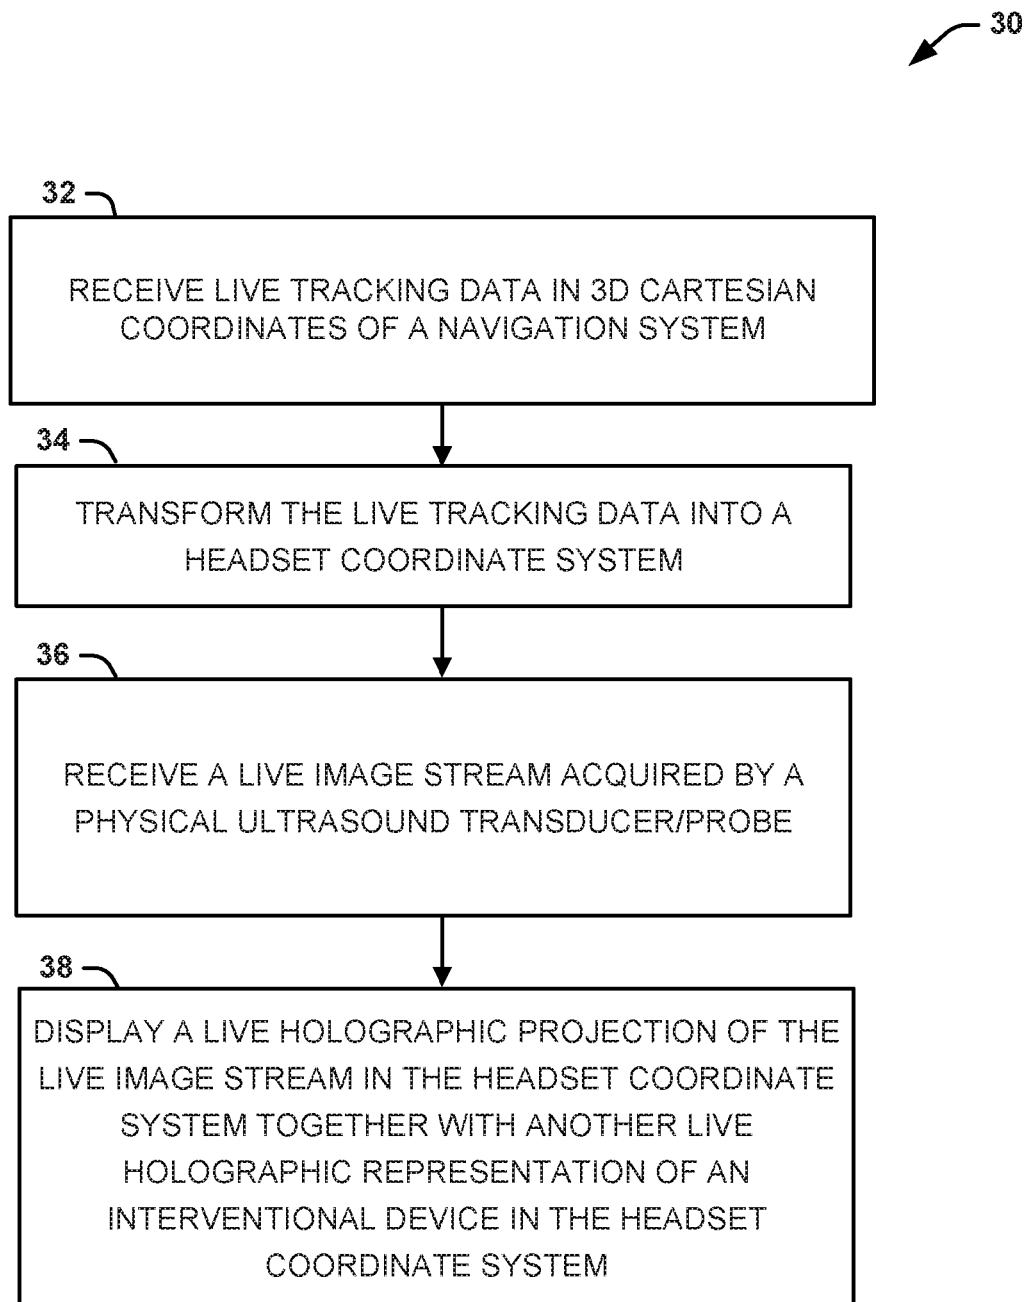 30
32
RECEIVE LIVE TRACKING DATA IN 3D CARTESIAN
COORDINATES OF A NAVIGATION SYSTEM
34
TRANSFORM THE LIVE TRACKING DATA INTO A
HEADSET COORDINATE SYSTEM
36
RECEIVE A LIVE IMAGE STREAM ACQUIRED BY A
PHYSICAL ULTRASOUND TRANSDUCER/PROBE
38
DISPLAY A LIVE HOLOGRAPHIC PROJECTION OF THE
LIVE IMAGE STREAM IN THE HEADSET COORDINATE
SYSTEM TOGETHER WITH ANOTHER LIVE
HOLOGRAPHIC REPRESENTATION OF AN
INTERVENTIONAL DEVICE IN THE HEADSET
COORDINATE SYSTEM